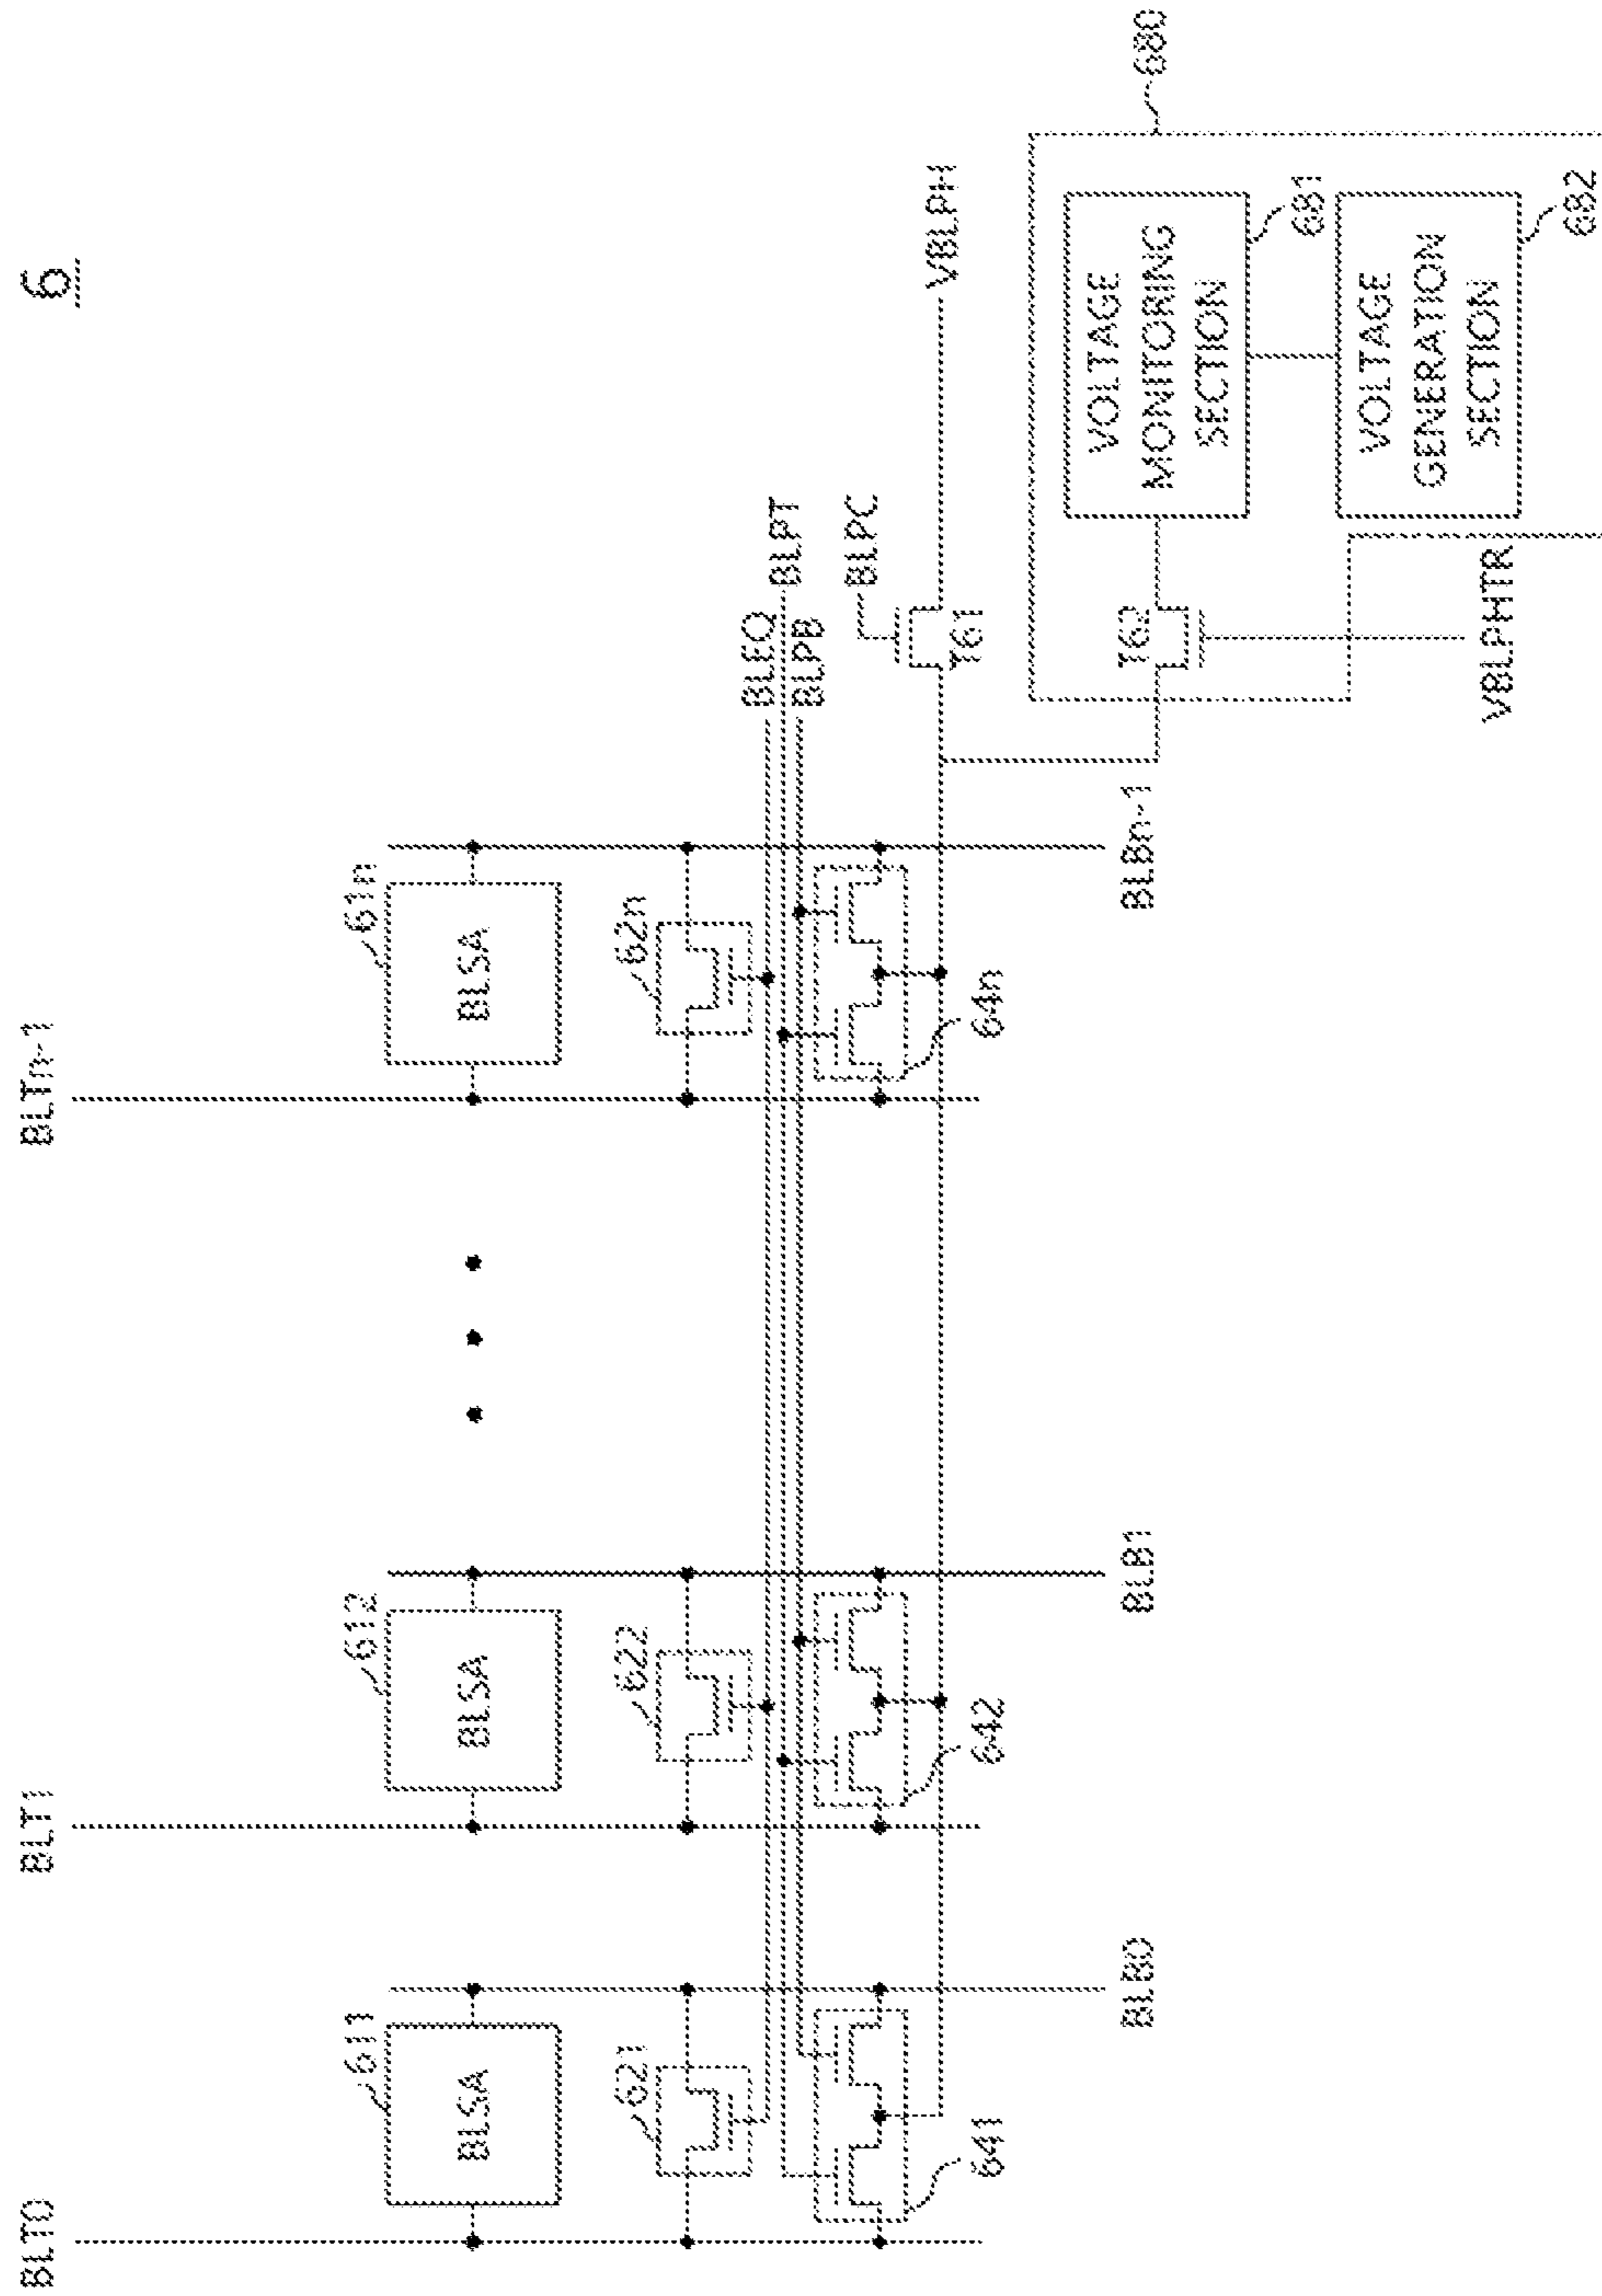 6
BLT0
BLT1
BLTn-1
611
612
61n
BLSA
BLSA
BLSA
621
622
62n
BLEQ
BLPT
BLPB
BLPC
641
642
64n
T61
VBLPH
BLB0
BLB1
BLBn-1
T62
VBLPHTR
680
VOLTAGE
MONITORING
SECTION
681
VOLTAGE
GENERATION
SECTION
682